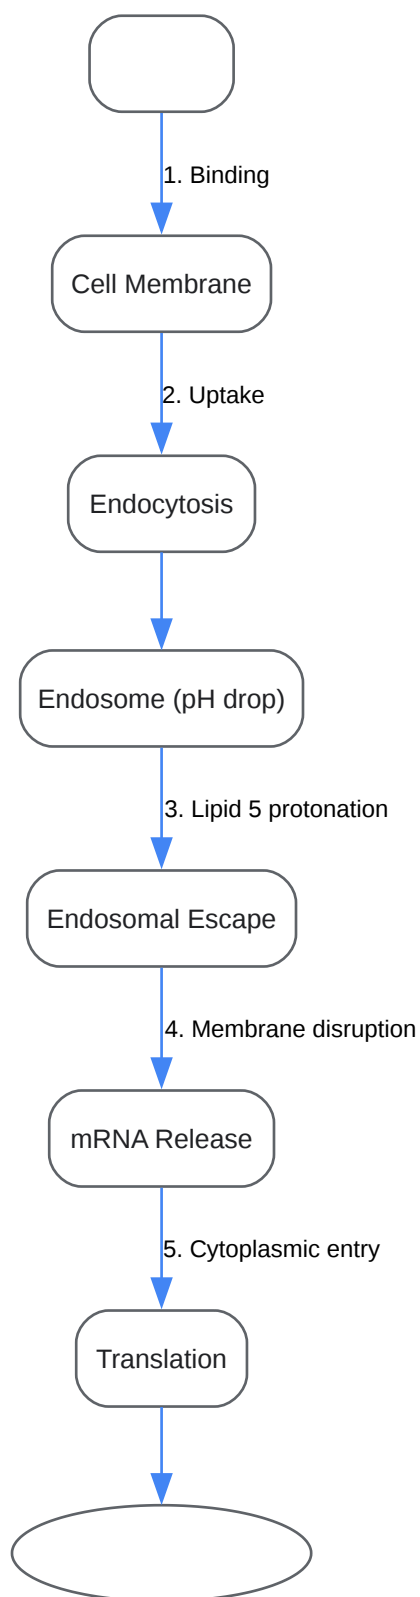 1. Binding
Cell Membrane
2. Uptake
Endocytosis
Endosome (pH drop)
3. Lipid 5 protonation
Endosomal Escape
4. Membrane disruption
mRNA Release
5. Cytoplasmic entry
Translation